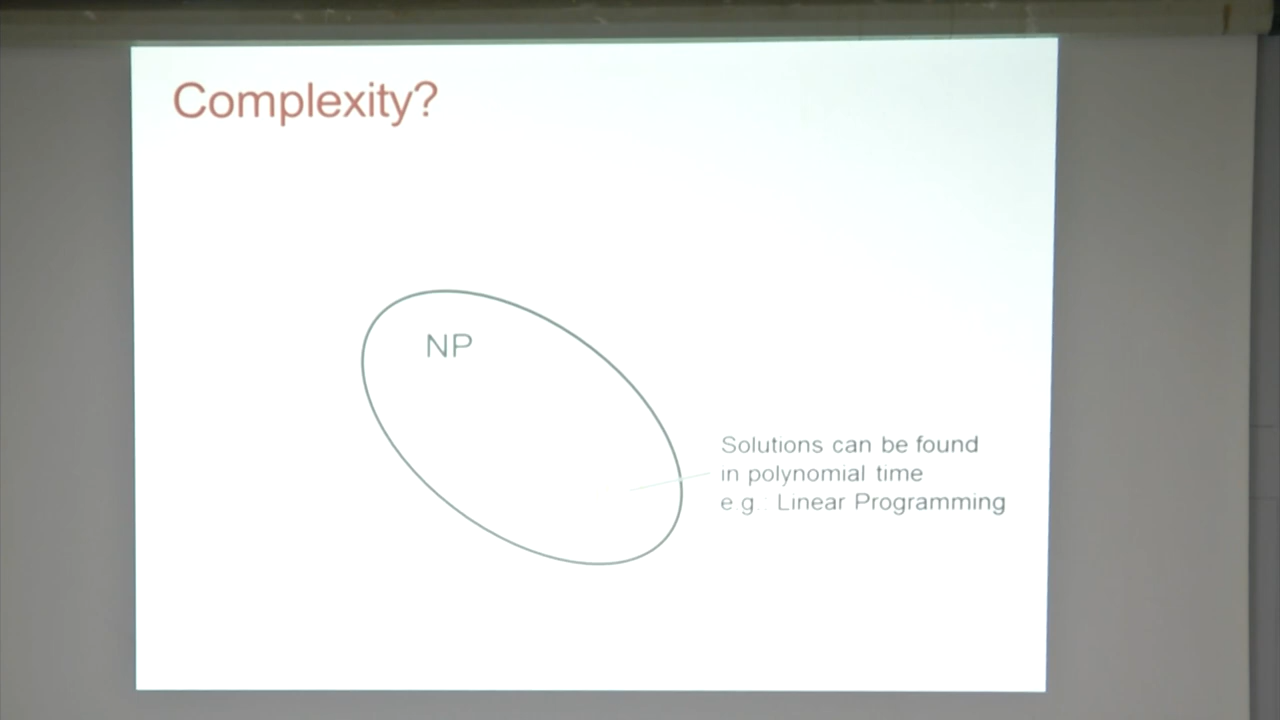 Complexity?
NP
Solutions can be found
in polynomial time
e.g.: Linear Programming